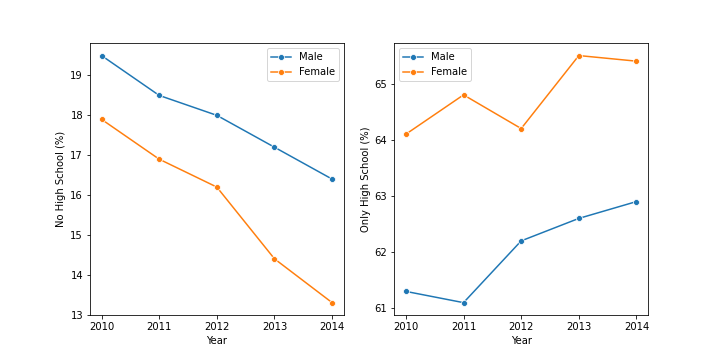 Male
Female
19
18
17
16
15
14
13
No High School (%)
2010 2011 2012 2013 2014
Year
Male
Female
65
64
63
62
61
Only High School (%)
2010 2011 2012 2013 2014
Year